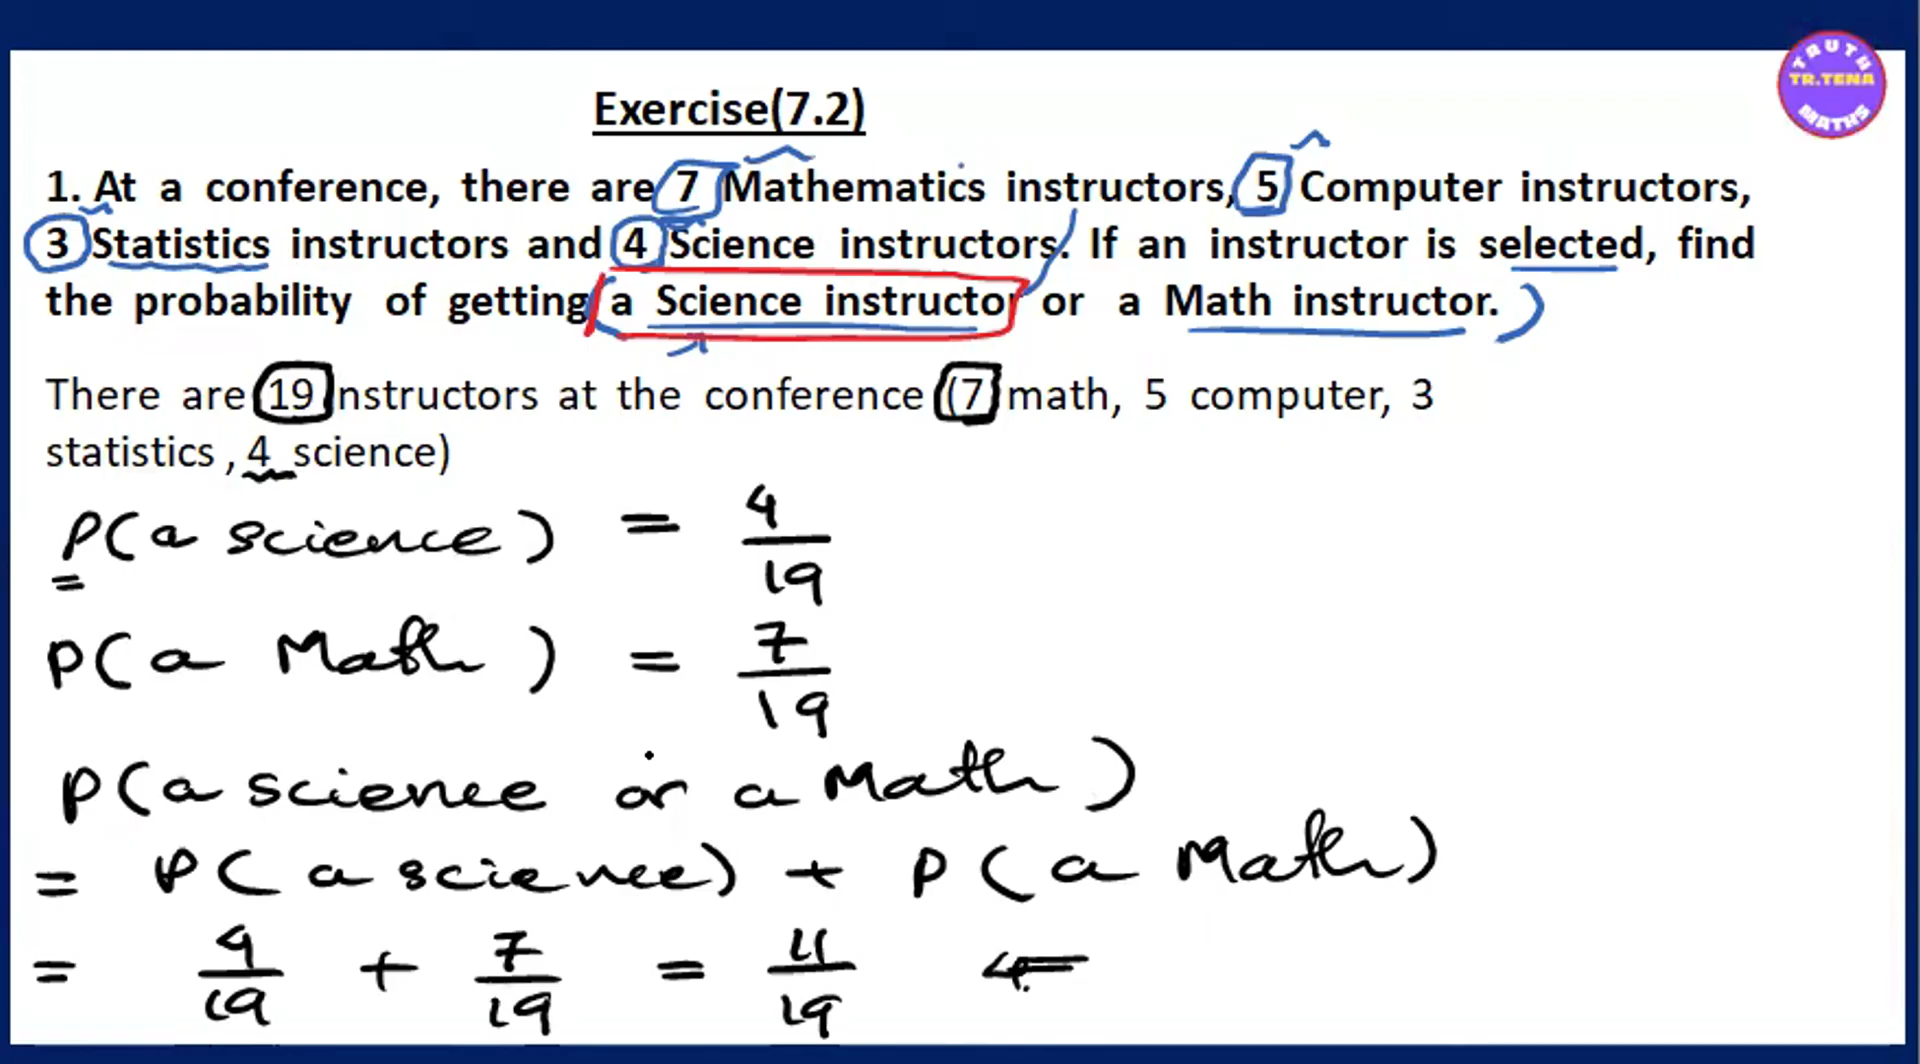 TRUTH
TR.TENA
MATHS
Exercise(7.2)
1. At a conference, there are 7 Mathematics instructors, 5 Computer instructors,
3 Statistics instructors and 4 Science instructors. If an instructor is selected, find
the probability of getting a Science instructor or a Math instructor.
There are 19 instructors at the conference (7 math, 5 computer, 3
statistics , 4 science)
P(a science) = 4/19
P(a Math) = 7/19
P(a science or a Math)
= P(a science) + P(a Math)
= 4/19 + 7/19 = 11/19